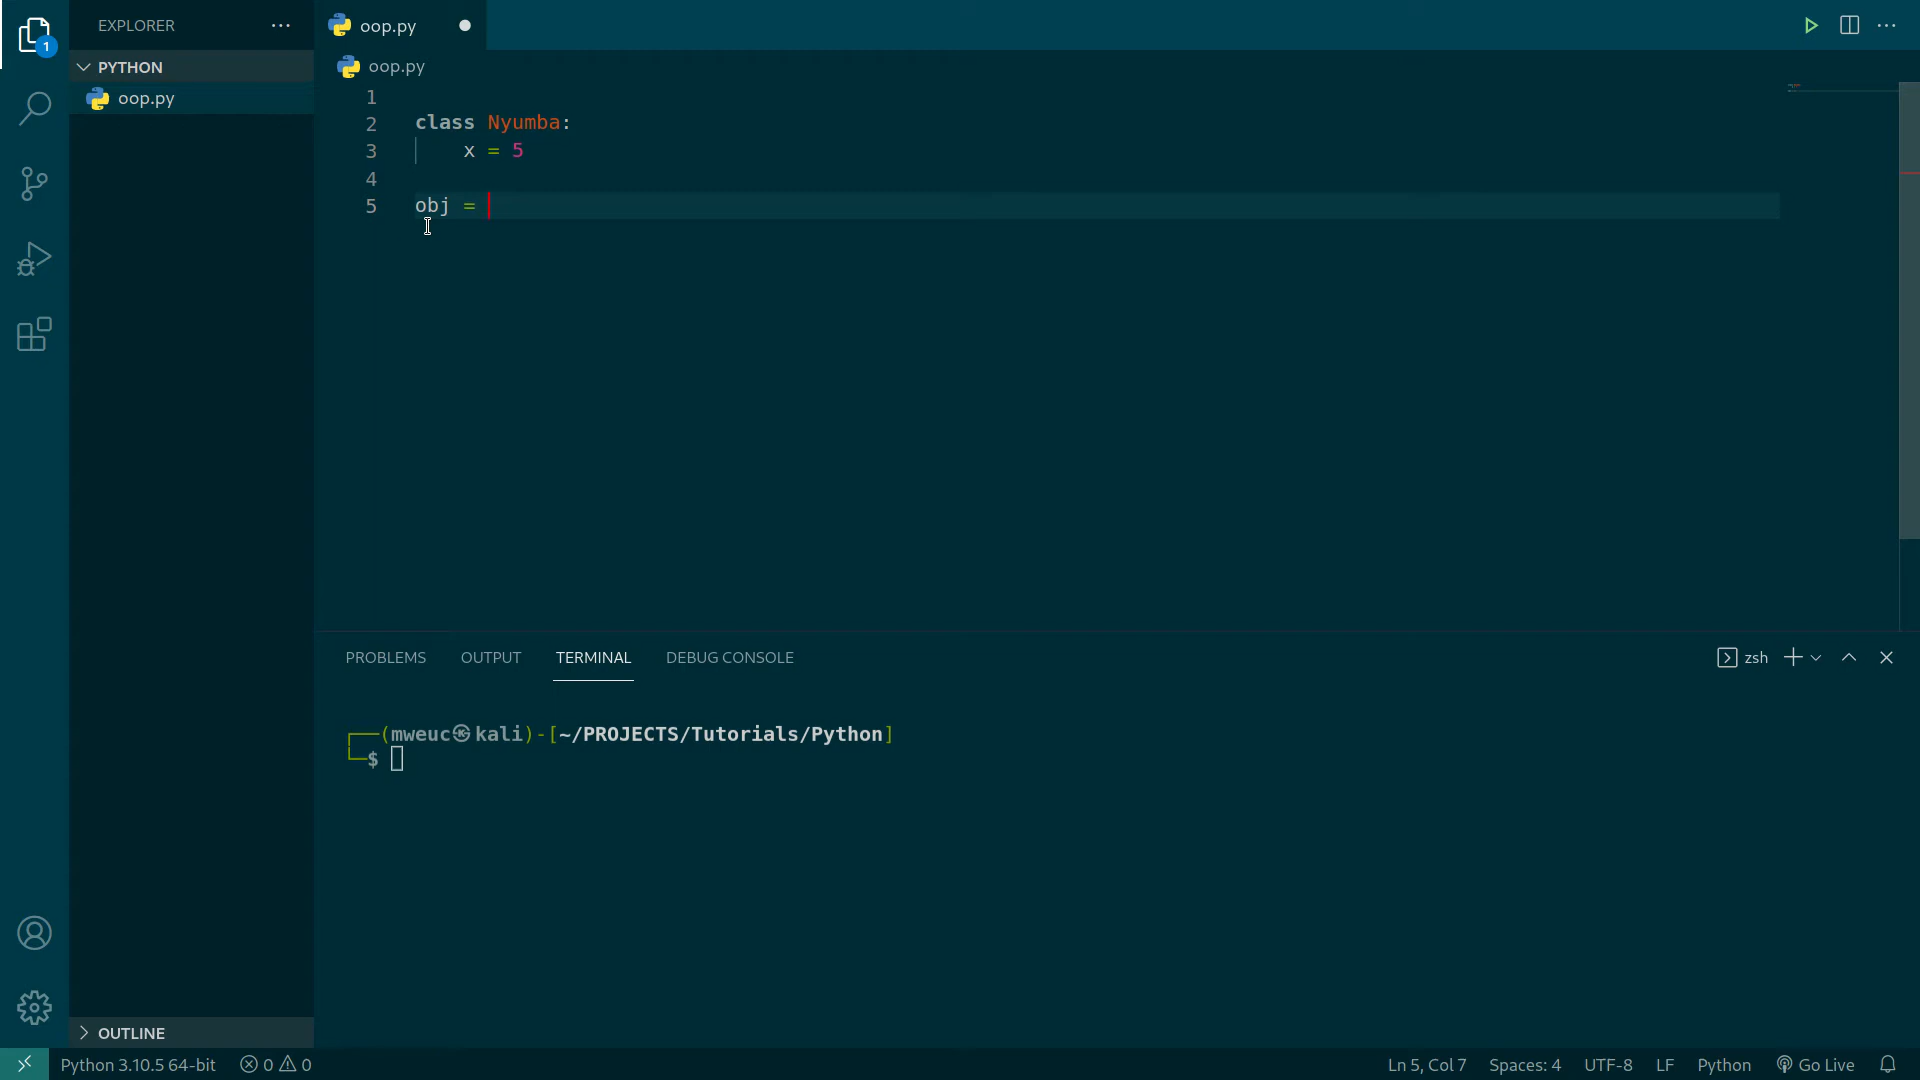 1
EXPLORER
PYTHON
oop.py
OUTLINE
oop.py
oop.py
1
2 class Nyumba:
3 x = 5
4
5 obj =
PROBLEMS OUTPUT TERMINAL DEBUG CONSOLE
zsh
┌──(mweuc㉿kali)-[~/PROJECTS/Tutorials/Python]
└─$
Python 3.10.5 64-bit 0 0 Ln 5, Col 7 Spaces: 4 UTF-8 LF Python Go Live